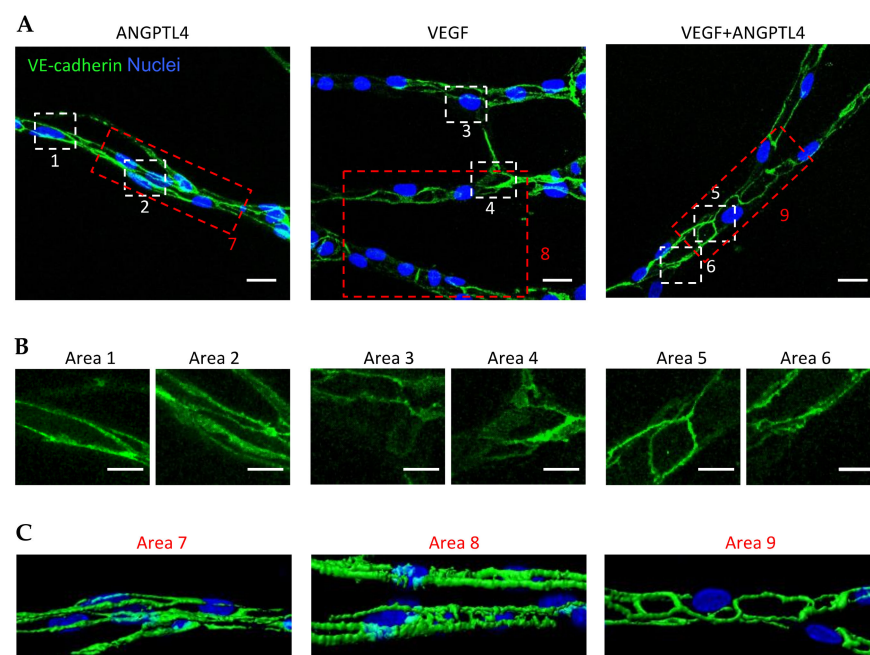 A
ANGPTL4
VEGF
VEGF+ANGPTL4
VE-cadherin Nuclei
1
2
7
3
4
8
5
9
6
B
Area 1
Area 2
Area 3
Area 4
Area 5
Area 6
C
Area 7
Area 8
Area 9